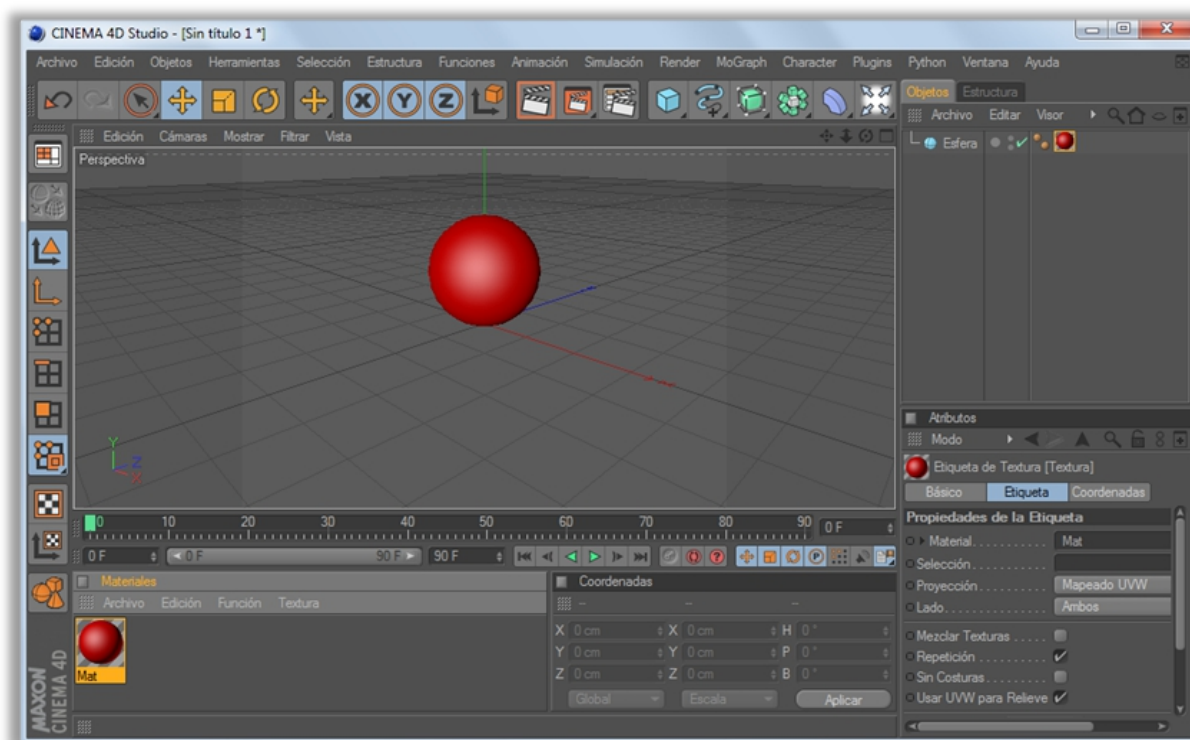 CINEMA 4D Studio - [Sin título 1 *]
Archivo Edición Objetos Herramientas Selección Estructura Funciones Animación Simulación Render MoGraph Character Plugins Python Ventana Ayuda
X Y Z
Objetos Estructura
Archivo Editar Visor
Esfera
Edición Cámaras Mostrar Filtrar Vista
Perspectiva
Y
Z
X
Atributos
Modo
Etiqueta de Textura [Textura]
Básico Etiqueta Coordenadas
Propiedades de la Etiqueta
Material. . . . . . . . . . Mat
Selección
Proyección. . . . . . . . Mapeado UVW
Lado. . . . . . . . . . . . . Ambos
Mezclar Texturas . . . . .
Repetición . . . . . . . . . .
Sin Costuras. . . . . . . . .
Usar UVW para Relieve
0 10 20 30 40 50 60 70 80 90 0 F
0 F 0 F 90 F 90 F
Materiales
Archivo Edición Función Textura
Mat
Coordenadas
-- -- --
X 0 cm X 0 cm H 0 °
Y 0 cm Y 0 cm P 0 °
Z 0 cm Z 0 cm B 0 °
Global Escala Aplicar
MAXON
CINEMA 4D